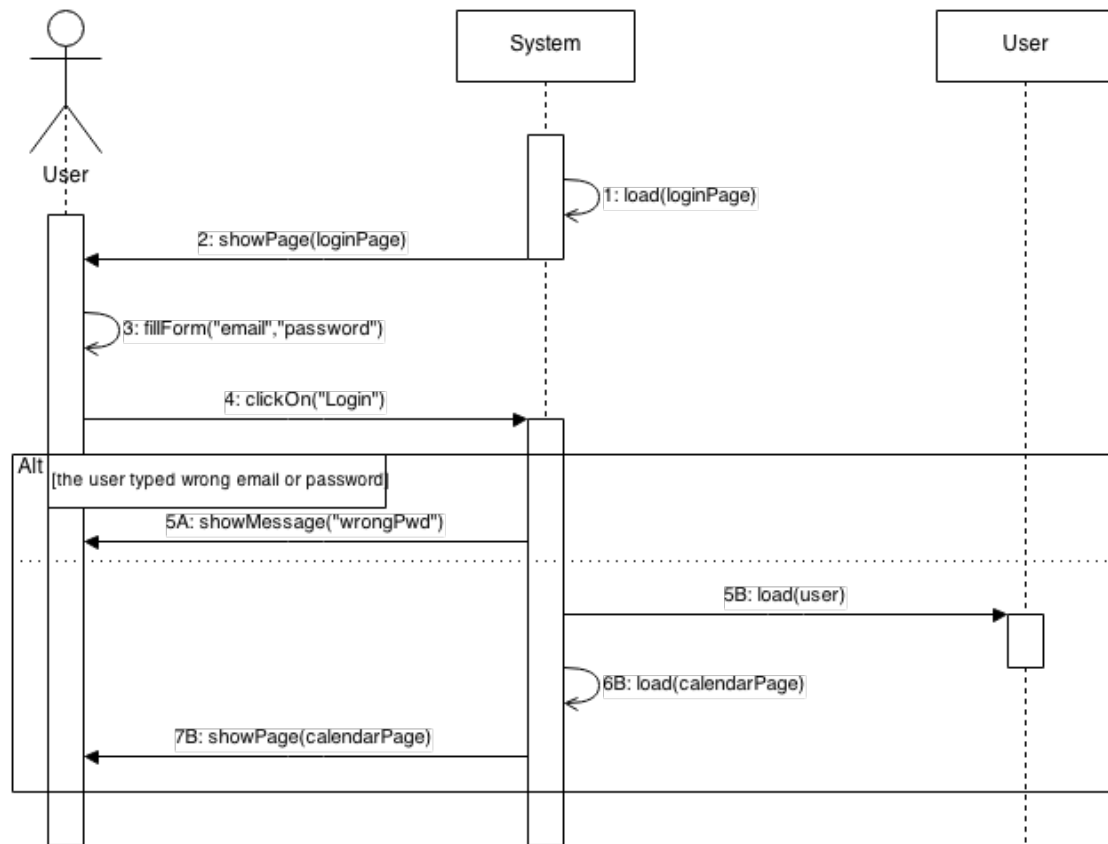 System
User
User
1: load(loginPage)
2: showPage(loginPage)
3: fillForm("email","password")
4: clickOn("Login")
Alt
[the user typed wrong email or password]
5A: showMessage("wrongPwd")
5B: load(user)
6B: load(calendarPage)
7B: showPage(calendarPage)